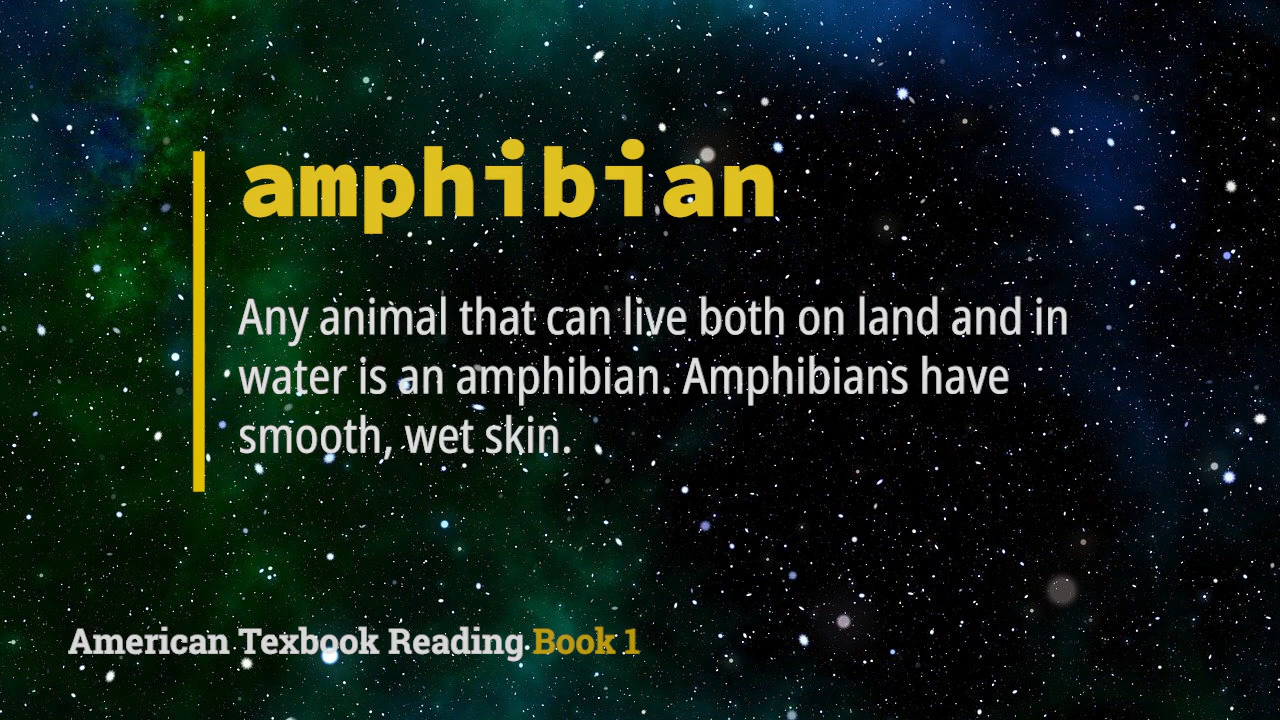 amphibian
Any animal that can live both on land and in
water is an amphibian. Amphibians have
smooth, wet skin.
American Texbook Reading Book 1